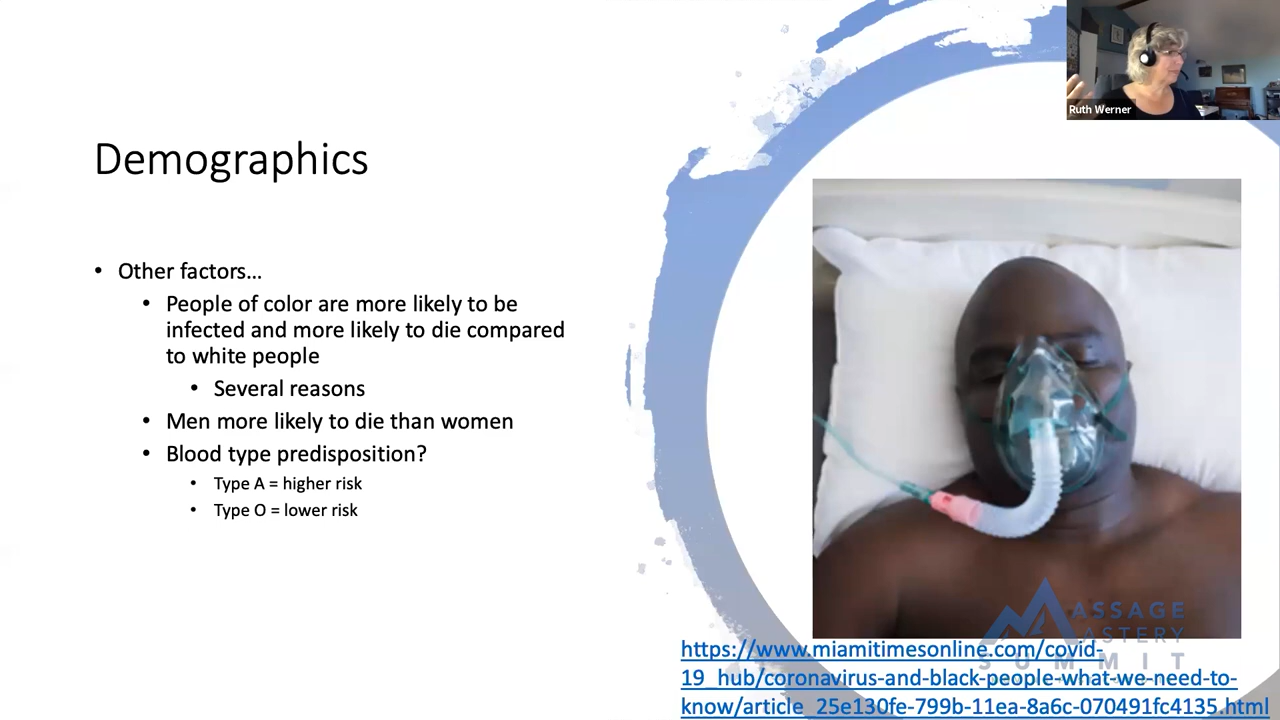 Ruth Werner
Demographics
• Other factors...
• People of color are more likely to be
infected and more likely to die compared
to white people
• Several reasons
• Men more likely to die than women
• Blood type predisposition?
• Type A = higher risk
• Type O = lower risk
MASSAGE
MASTERY
SUMMIT
https://www.miamitimesonline.com/covid-
19_hub/coronavirus-and-black-people-what-we-need-to-
know/article_25e130fe-799b-11ea-8a6c-070491fc4135.html